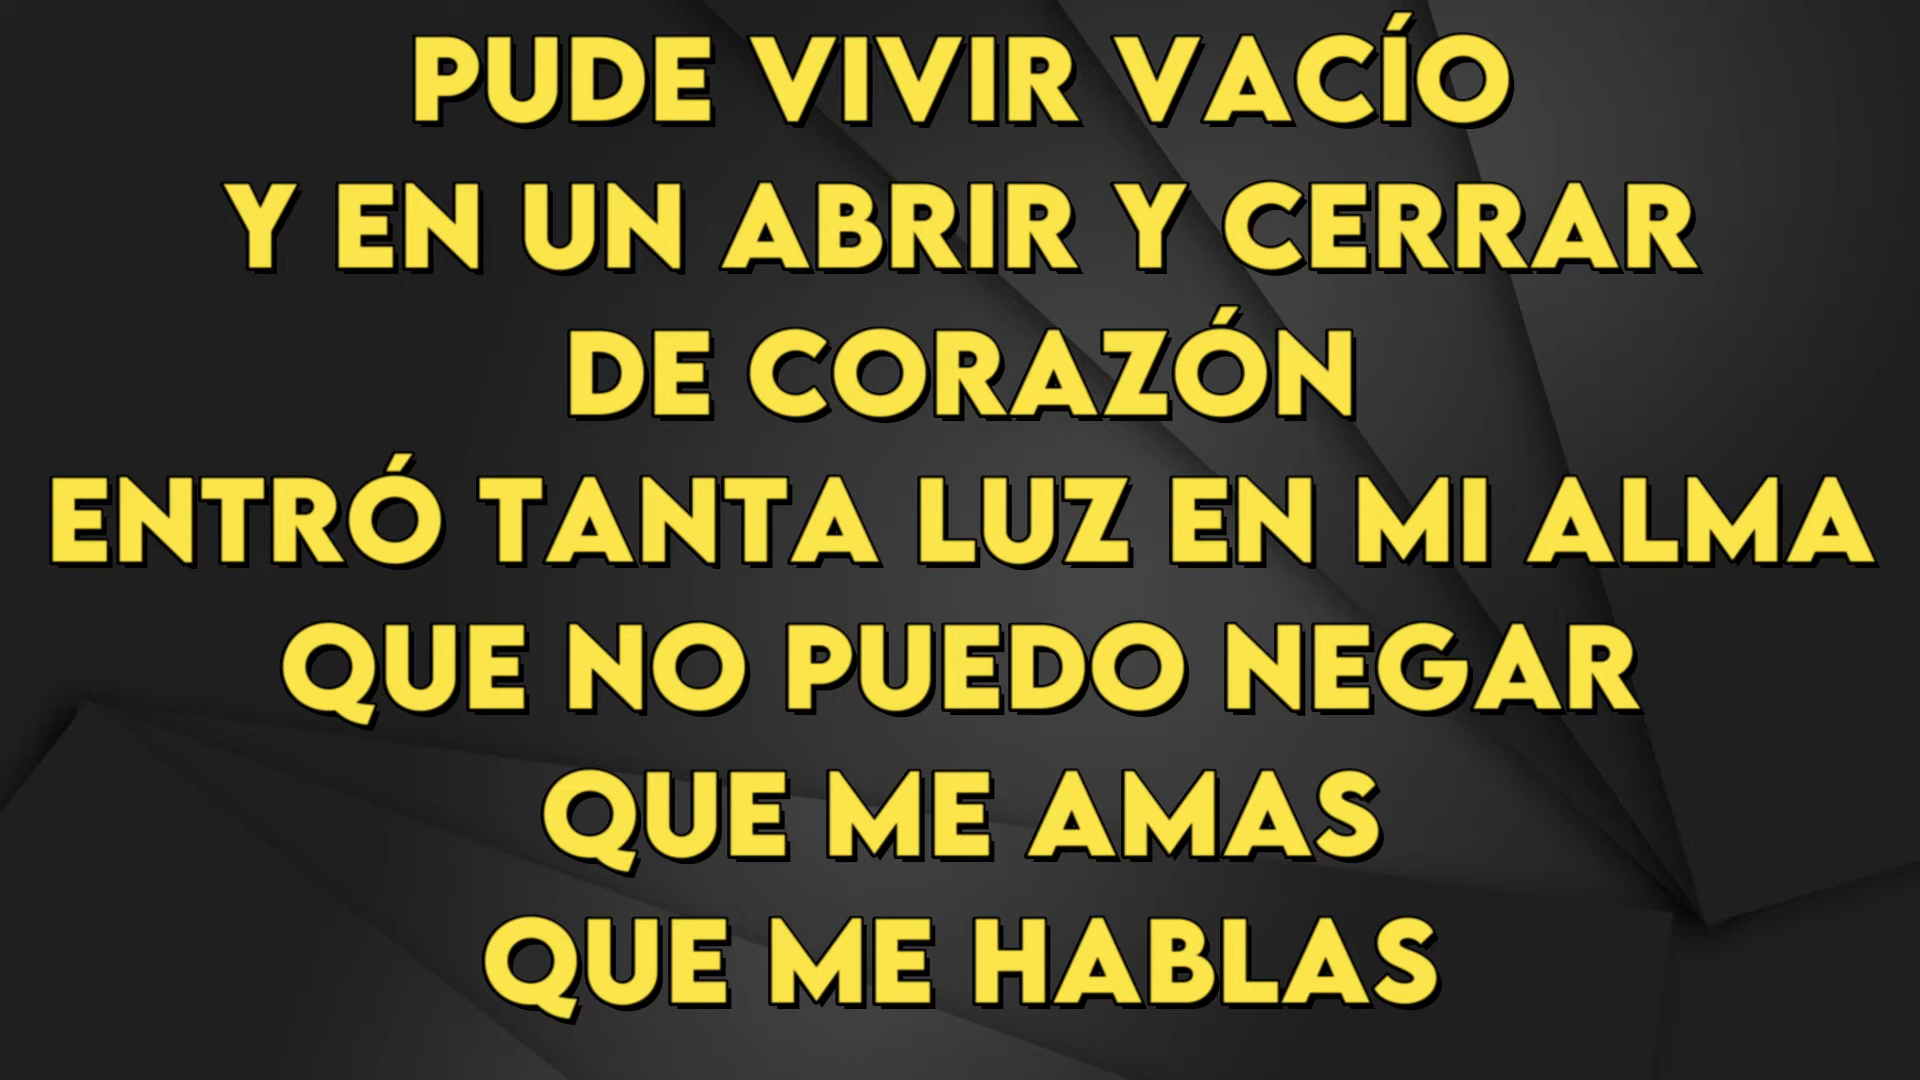 PUDE VIVIR VACÍO
Y EN UN ABRIR Y CERRAR
DE CORAZÓN
ENTRÓ TANTA LUZ EN MI ALMA
QUE NO PUEDO NEGAR
QUE ME AMAS
QUE ME HABLAS